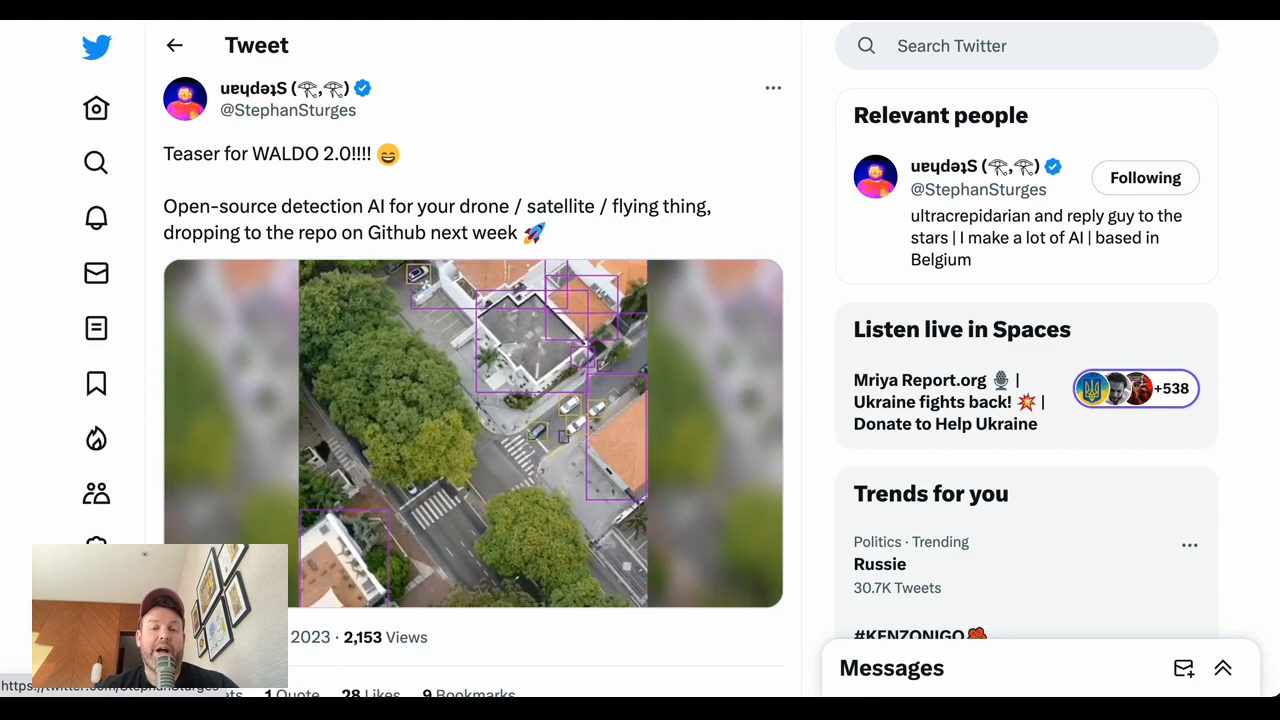 Tweet
uɐɥdǝʇS (𓂀,𓂀)
@StephanSturges
Teaser for WALDO 2.0!!!! 😄
Open-source detection AI for your drone / satellite / flying thing,
dropping to the repo on Github next week 🚀
2023 · 2,153 Views
1 Quote 28 Likes 9 Bookmarks
https://twitter.com/StephanSturges
Search Twitter
Relevant people
uɐɥdǝʇS (𓂀,𓂀)
@StephanSturges
Following
ultracrepidarian and reply guy to the
stars | I make a lot of AI | based in
Belgium
Listen live in Spaces
Mriya Report.org 🎙️ |
Ukraine fights back! 💥 |
Donate to Help Ukraine
+538
Trends for you
Politics · Trending
Russie
30.7K Tweets
#KENZONIGO
Messages